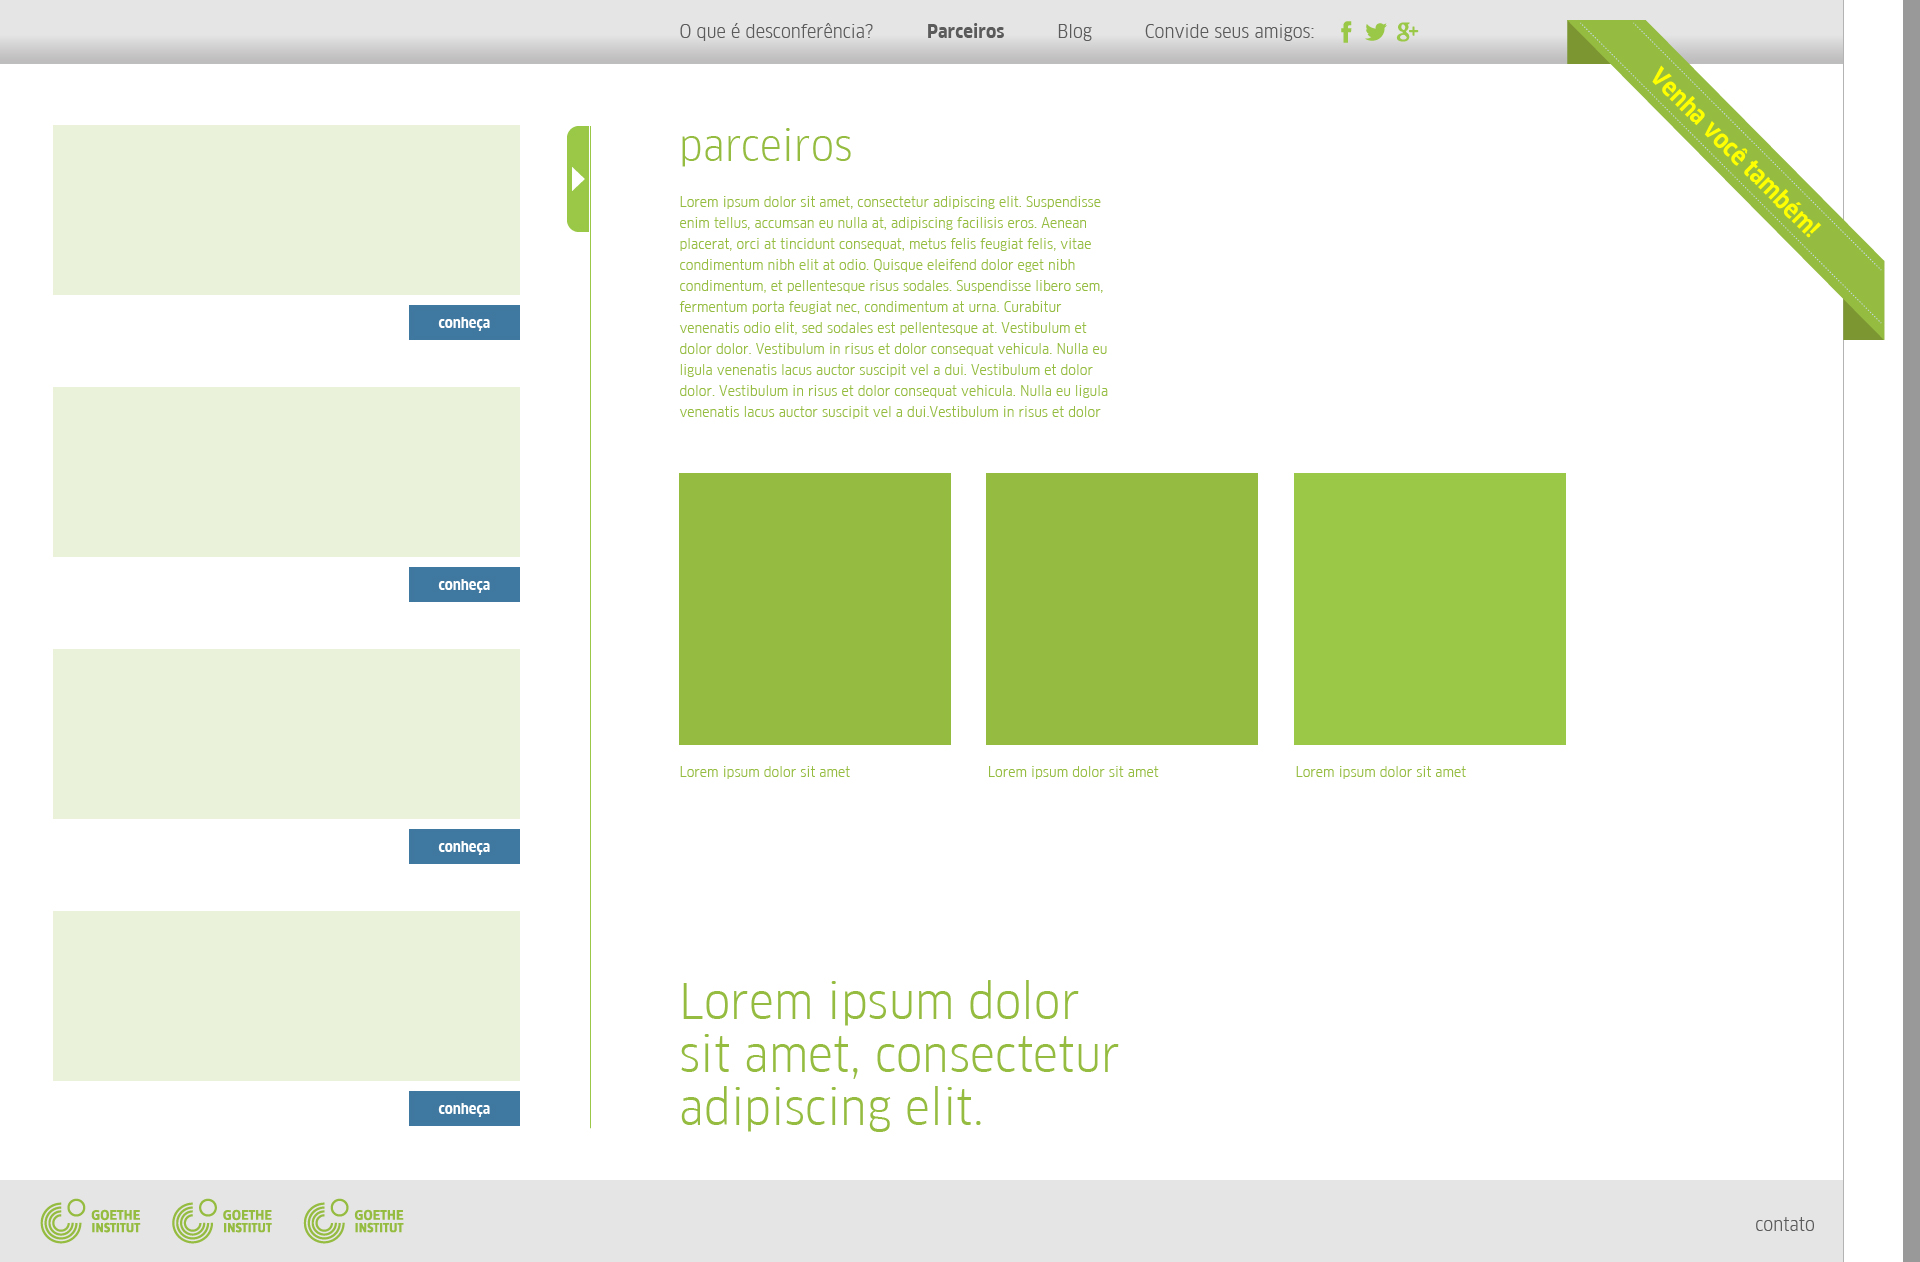 O que é desconferência? Parceiros Blog Convide seus amigos:
Venha você também!
conheça
conheça
conheça
conheça
parceiros
Lorem ipsum dolor sit amet, consectetur adipiscing elit. Suspendisse
enim tellus, accumsan eu nulla at, adipiscing facilisis eros. Aenean
placerat, orci at tincidunt consequat, metus felis feugiat felis, vitae
condimentum nibh elit at odio. Quisque eleifend dolor eget nibh
condimentum, et pellentesque risus sodales. Suspendisse libero sem,
fermentum porta feugiat nec, condimentum at urna. Curabitur
venenatis odio elit, sed sodales est pellentesque at. Vestibulum et
dolor dolor. Vestibulum in risus et dolor consequat vehicula. Nulla eu
ligula venenatis lacus auctor suscipit vel a dui. Vestibulum et dolor
dolor. Vestibulum in risus et dolor consequat vehicula. Nulla eu ligula
venenatis lacus auctor suscipit vel a dui.Vestibulum in risus et dolor
Lorem ipsum dolor sit amet
Lorem ipsum dolor sit amet
Lorem ipsum dolor sit amet
Lorem ipsum dolor
sit amet, consectetur
adipiscing elit.
GOETHE
INSTITUT
GOETHE
INSTITUT
GOETHE
INSTITUT
contato